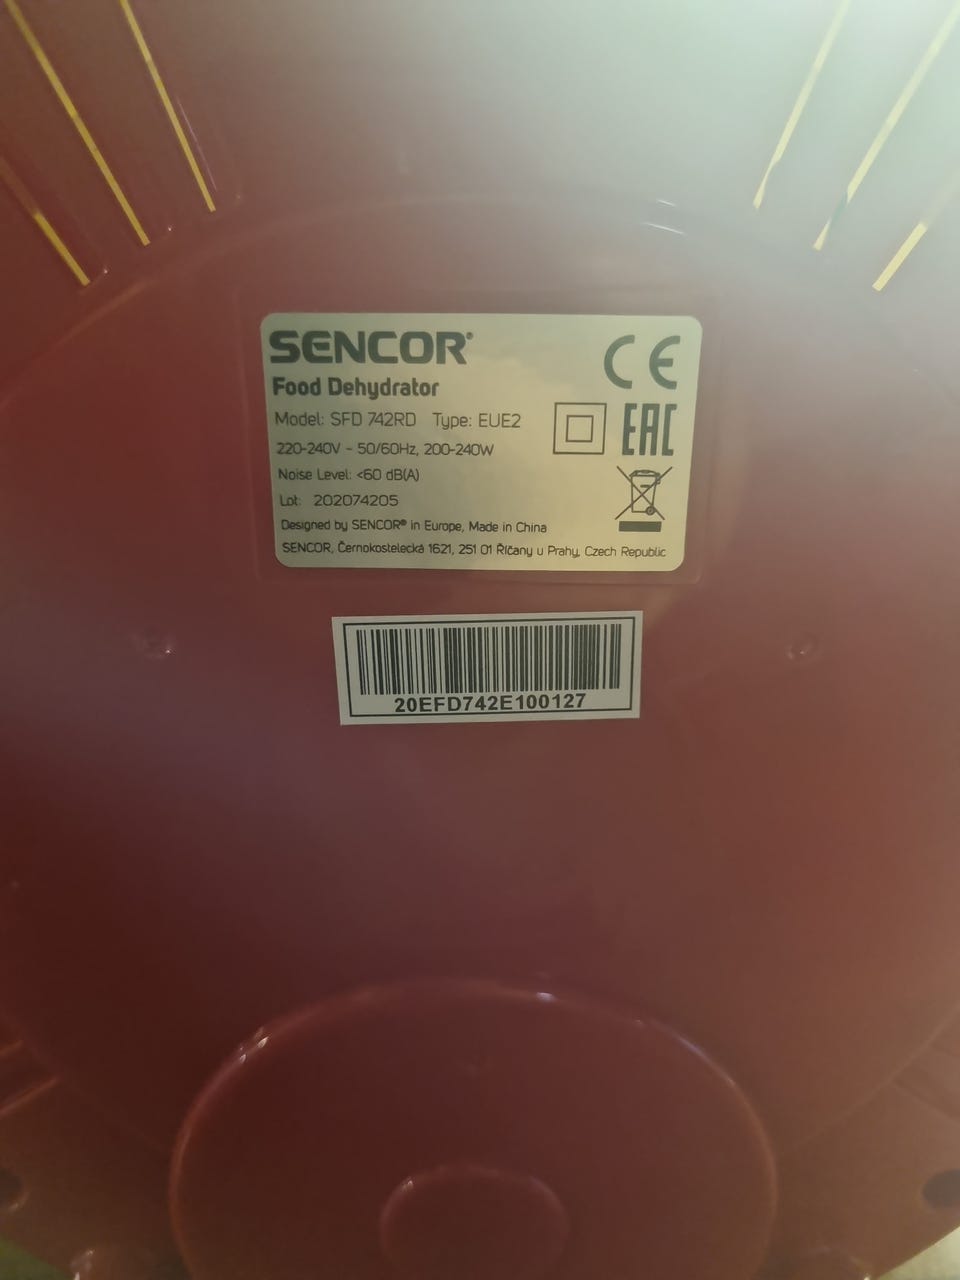 SENCOR®
Food Dehydrator
Model: SFD 742RD Type: EUE2
220-240V ~ 50/60Hz, 200-240W
Noise Level: <60 dB(A)
Lot: 202074205
Designed by SENCOR® in Europe, Made in China
SENCOR, Černokostelecká 1621, 251 01 Říčany u Prahy, Czech Republic
CE
EAC
20EFD742E100127